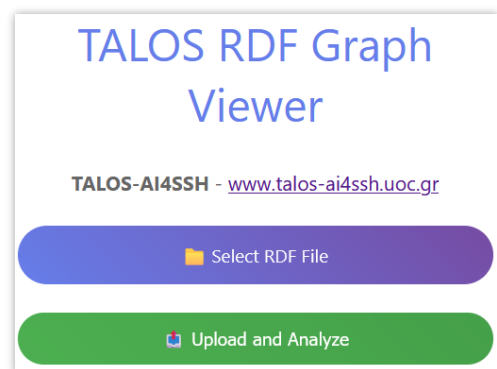 TALOS RDF Graph
Viewer
TALOS-AI4SSH - www.talos-ai4ssh.uoc.gr
Select RDF File
Upload and Analyze